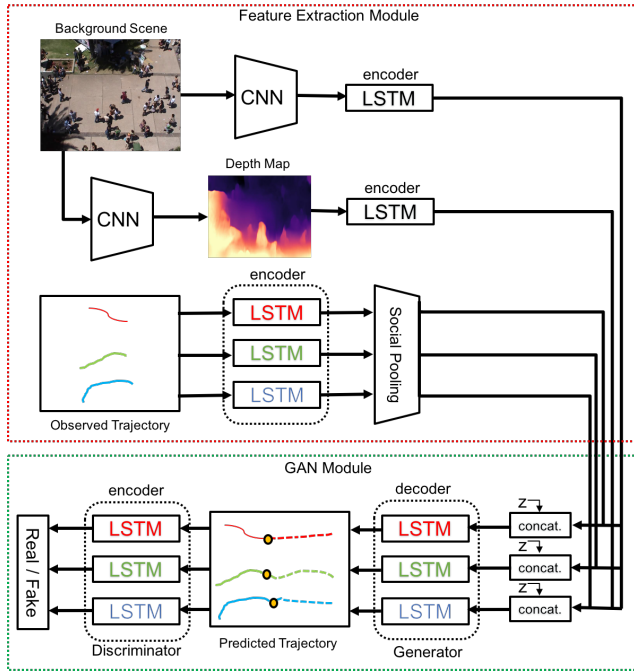 Feature Extraction Module
Background Scene
CNN
encoder
LSTM
Depth Map
CNN
encoder
LSTM
encoder
LSTM
LSTM
LSTM
Social Pooling
Observed Trajectory
GAN Module
encoder
decoder
Real / Fake
LSTM
LSTM
z
concat.
LSTM
LSTM
z
concat.
LSTM
LSTM
z
concat.
Discriminator
Predicted Trajectory
Generator